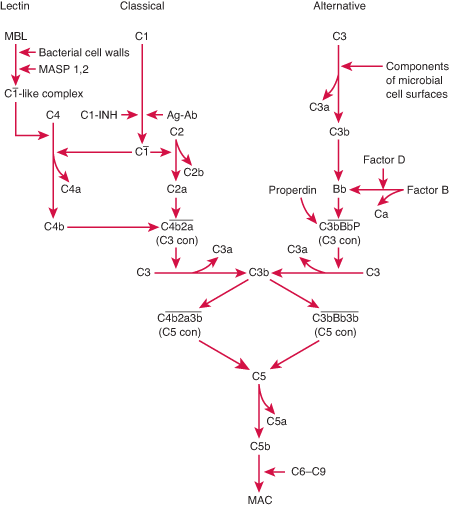 Lectin
Classical
Alternative
MBL
C1
C3
Bacterial cell walls
MASP 1,2
Components
of microbial
cell surfaces
C1̅-like complex
C3a
C4
C1-INH
Ag-Ab
C2
C3b
C1̅
C2b
Factor D
C4a
C2a
Properdin
Bb
Factor B
Ca
C4b
C4b2a
(C3 con)
C3bBbP
(C3 con)
C3a
C3a
C3
C3b
C3
C4b2a3b
(C5 con)
C3bBb3b
(C5 con)
C5
C5a
C5b
C6–C9
MAC